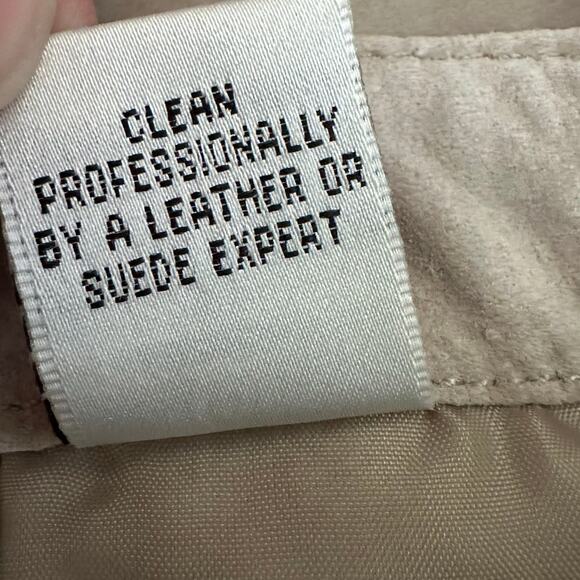 CLEAN
PROFESSIONALLY
BY A LEATHER OR
SUEDE EXPERT